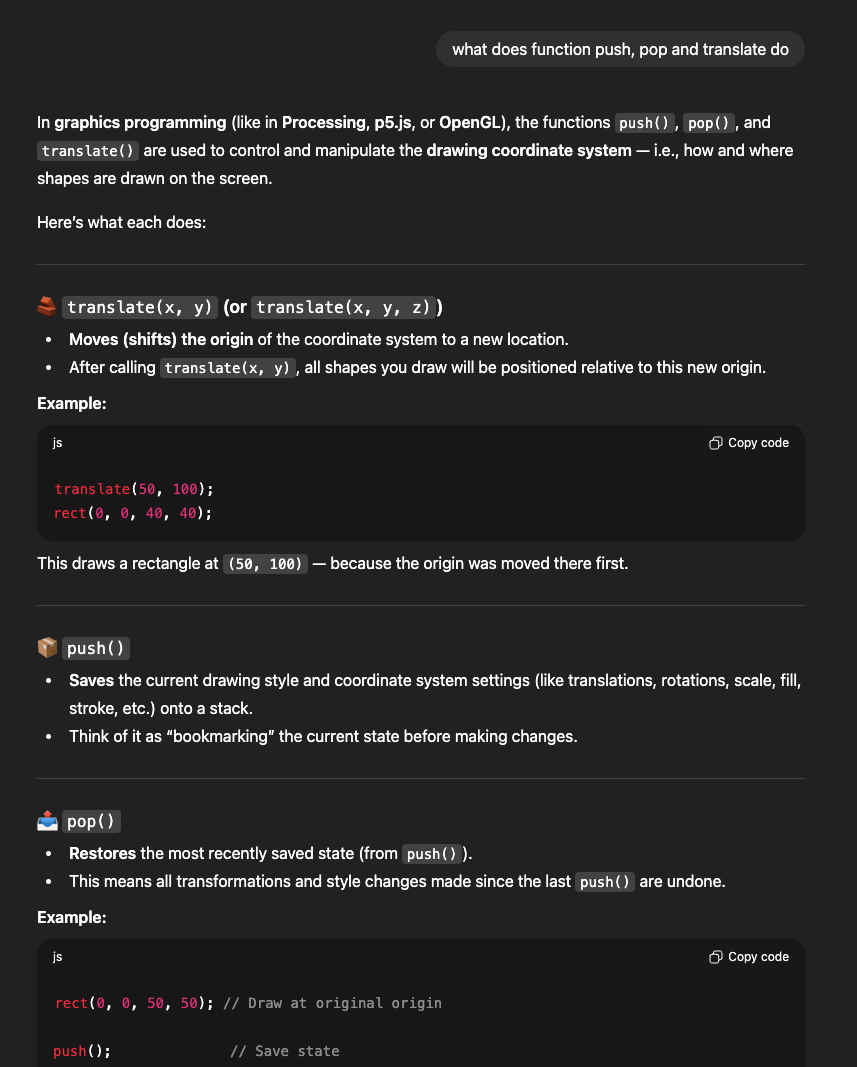 what does function push, pop and translate do
In graphics programming (like in Processing, p5.js, or OpenGL), the functions push(), pop(), and
translate() are used to control and manipulate the drawing coordinate system — i.e., how and where
shapes are drawn on the screen.
Here's what each does:
translate(x, y) (or translate(x, y, z))
• Moves (shifts) the origin of the coordinate system to a new location.
• After calling translate(x, y), all shapes you draw will be positioned relative to this new origin.
Example:
js Copy code
translate(50, 100);
rect(0, 0, 40, 40);
This draws a rectangle at (50, 100) — because the origin was moved there first.
push()
• Saves the current drawing style and coordinate system settings (like translations, rotations, scale, fill,
stroke, etc.) onto a stack.
• Think of it as “bookmarking” the current state before making changes.
pop()
• Restores the most recently saved state (from push()).
• This means all transformations and style changes made since the last push() are undone.
Example:
js Copy code
rect(0, 0, 50, 50); // Draw at original origin
push(); // Save state